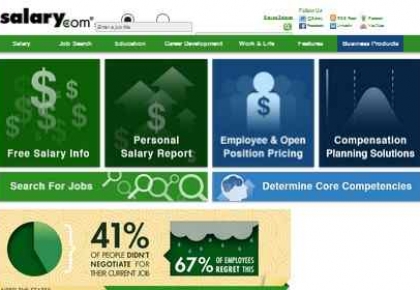 salary.com
Enter a job title
Follow Us
Salary
Job Search
Education
Career Development
Work & Life
Features
Business Products
Free Salary Info
Personal
Salary Report
Employee & Open
Position Pricing
Compensation
Planning Solutions
Search For Jobs
Determine Core Competencies
41%
OF PEOPLE DIDN'T
NEGOTIATE FOR
THEIR CURRENT JOB
67% OF EMPLOYEES
REGRET THIS